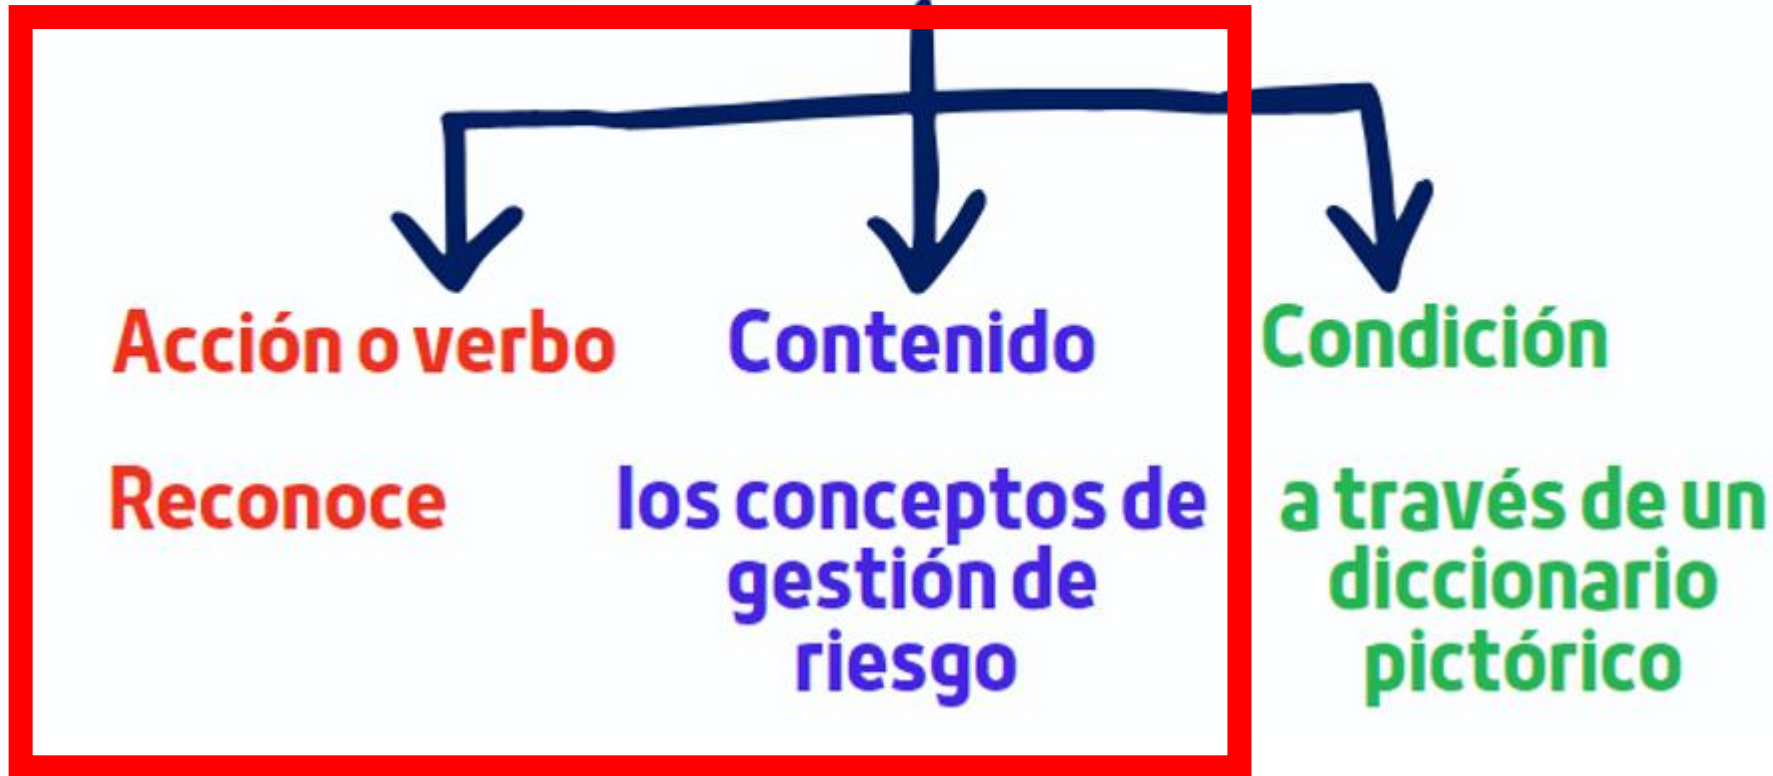 Acción o verbo
Contenido
Condición
Reconoce
los conceptos de
gestión de
riesgo
a través de un
diccionario
pictórico